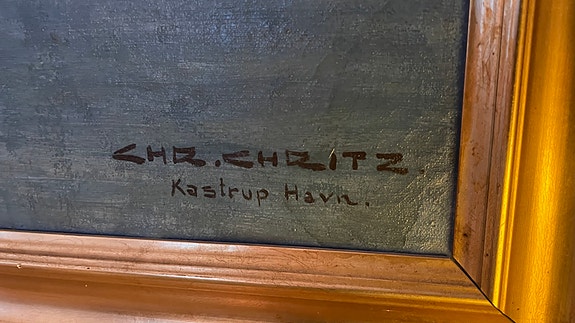 CHR. CHRITZ.
Kastrup Havn.